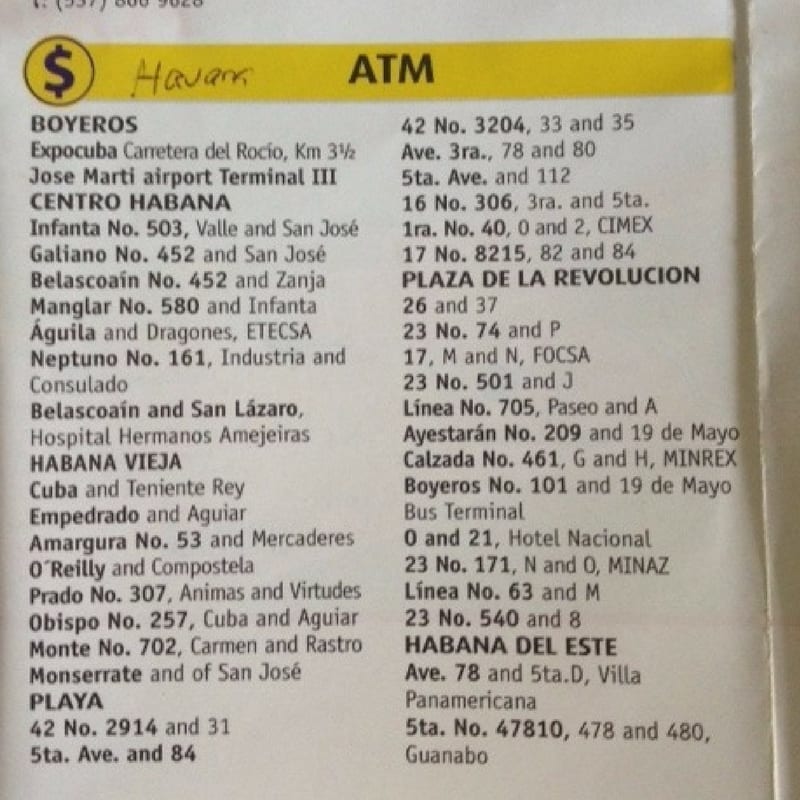 $ Havana ATM
BOYEROS
Expocuba Carretera del Rocío, Km 3½
Jose Marti airport Terminal III
CENTRO HABANA
Infanta No. 503, Valle and San José
Galiano No. 452 and San José
Belascoaín No. 452 and Zanja
Manglar No. 580 and Infanta
Águila and Dragones, ETECSA
Neptuno No. 161, Industria and
Consulado
Belascoaín and San Lázaro,
Hospital Hermanos Amejeiras
HABANA VIEJA
Cuba and Teniente Rey
Empedrado and Aguiar
Amargura No. 53 and Mercaderes
O´Reilly and Compostela
Prado No. 307, Animas and Virtudes
Obispo No. 257, Cuba and Aguiar
Monte No. 702, Carmen and Rastro
Monserrate and of San José
PLAYA
42 No. 2914 and 31
5ta. Ave. and 84
42 No. 3204, 33 and 35
Ave. 3ra., 78 and 80
5ta. Ave. and 112
16 No. 306, 3ra. and 5ta.
1ra. No. 40, 0 and 2, CIMEX
17 No. 8215, 82 and 84
PLAZA DE LA REVOLUCION
26 and 37
23 No. 74 and P
17, M and N, FOCSA
23 No. 501 and J
Línea No. 705, Paseo and A
Ayestarán No. 209 and 19 de Mayo
Calzada No. 461, G and H, MINREX
Boyeros No. 101 and 19 de Mayo
Bus Terminal
O and 21, Hotel Nacional
23 No. 171, N and O, MINAZ
Línea No. 63 and M
23 No. 540 and 8
HABANA DEL ESTE
Ave. 78 and 5ta.D, Villa
Panamericana
5ta. No. 47810, 478 and 480,
Guanabo